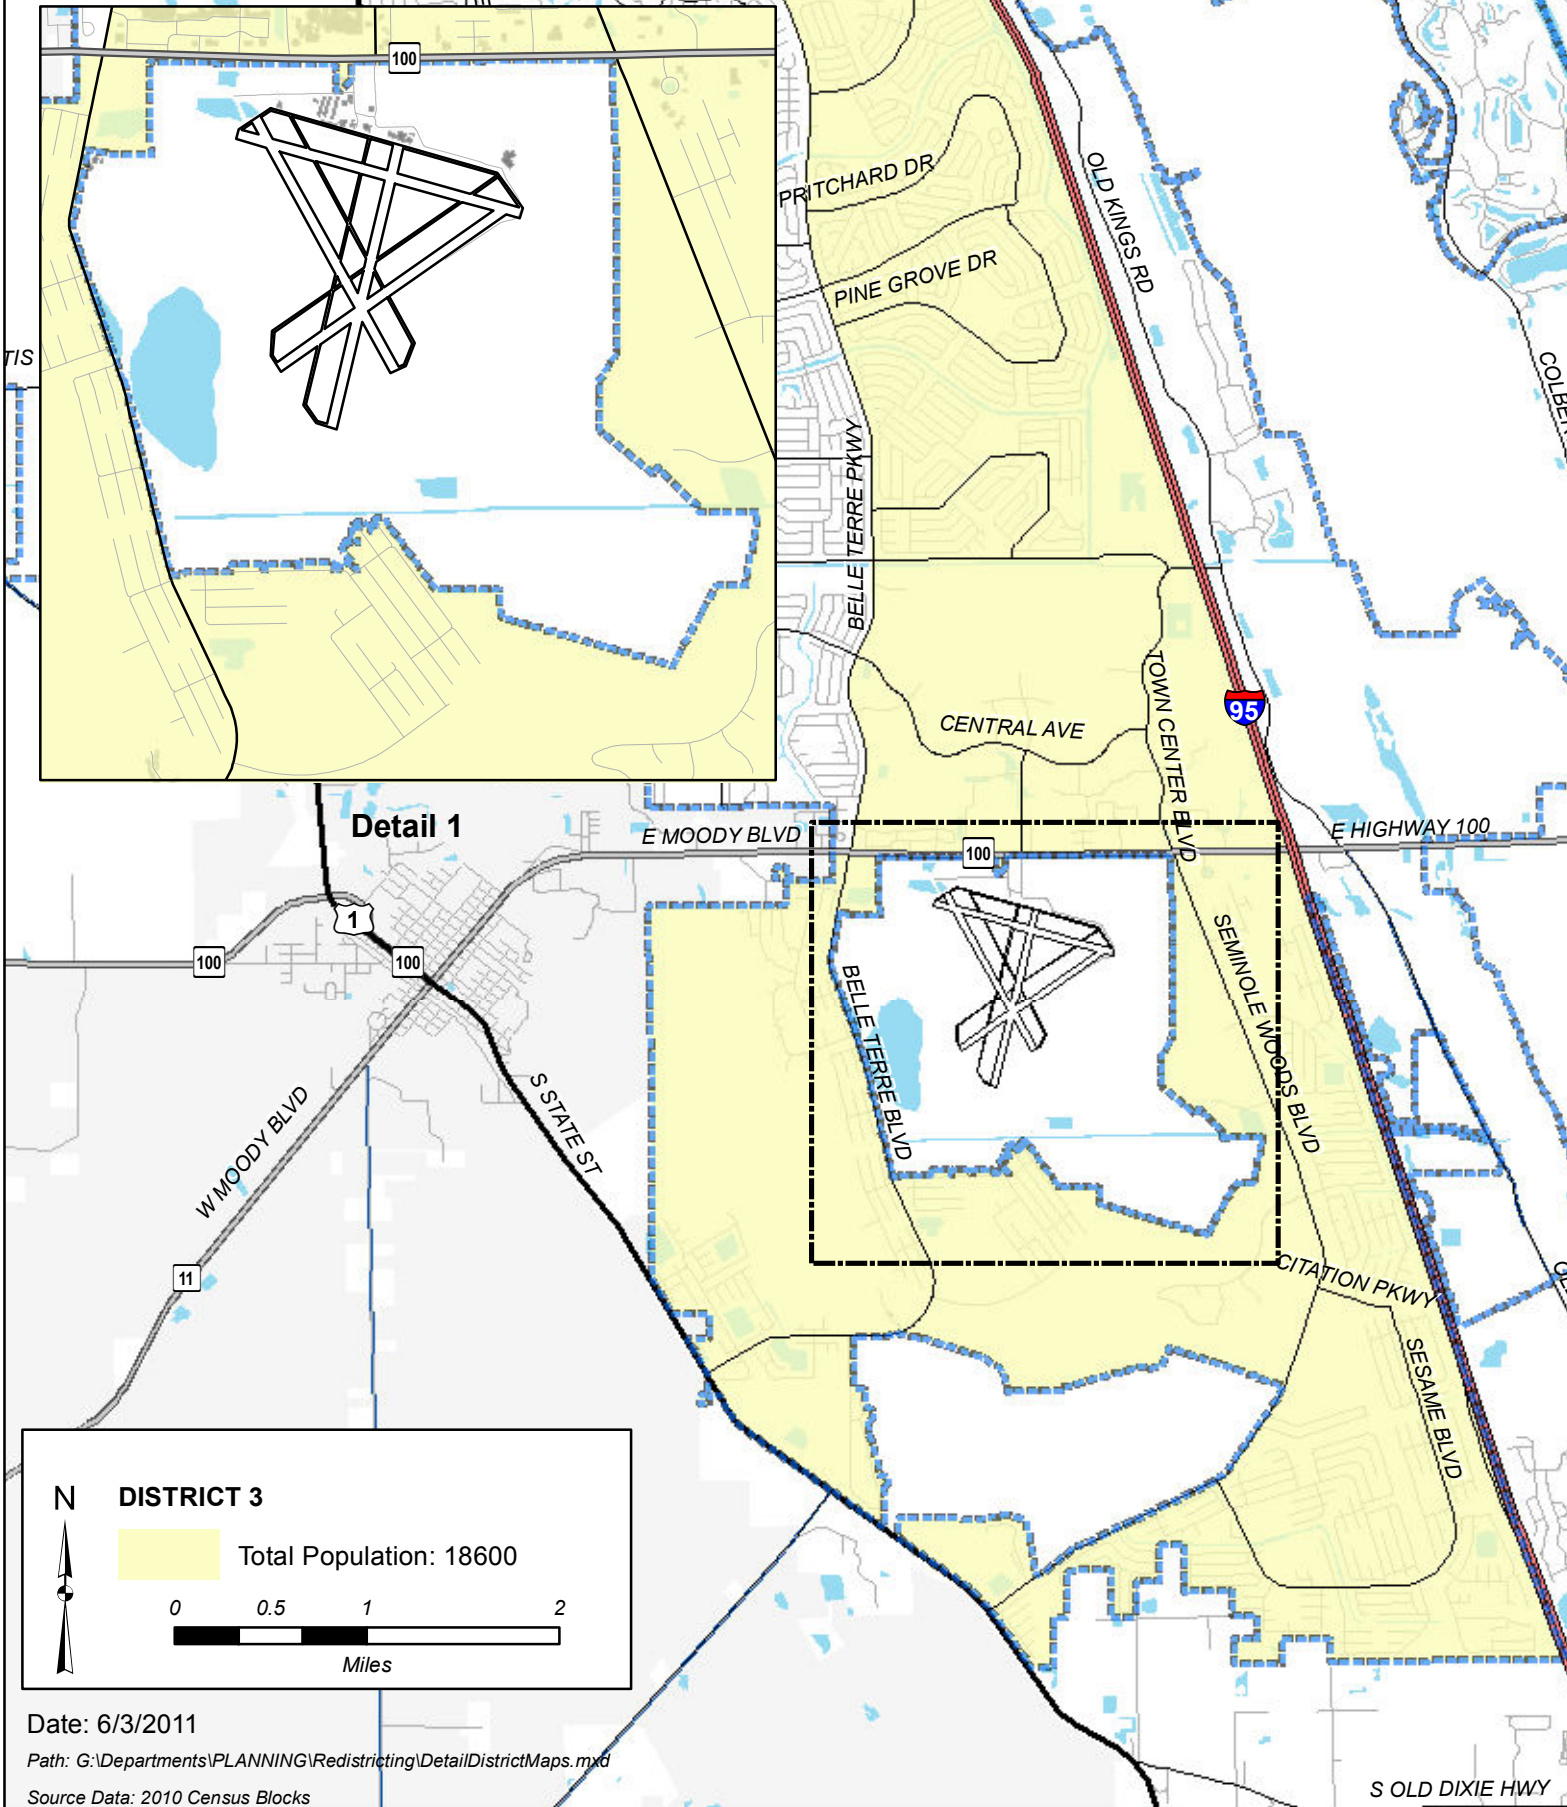 100
PRITCHARD DR
OLD KINGS RD
PINE GROVE DR
TIS
BELLE TERRE PKWY
TOWN CENTER BLVD
95
CENTRAL AVE
Detail 1
E MOODY BLVD
100
E HIGHWAY 100
1
100
100
SEMINOLE WOODS BLVD
BELLE TERRE BLVD
S STATE ST
W MOODY BLVD
11
CITATION PKWY
SESAME BLVD
N
DISTRICT 3
Total Population: 18600
0 0.5 1 2
Miles
Date: 6/3/2011
Path: G:\Departments\PLANNING\Redistricting\DetailDistrictMaps.mxd
Source Data: 2010 Census Blocks
S OLD DIXIE HWY